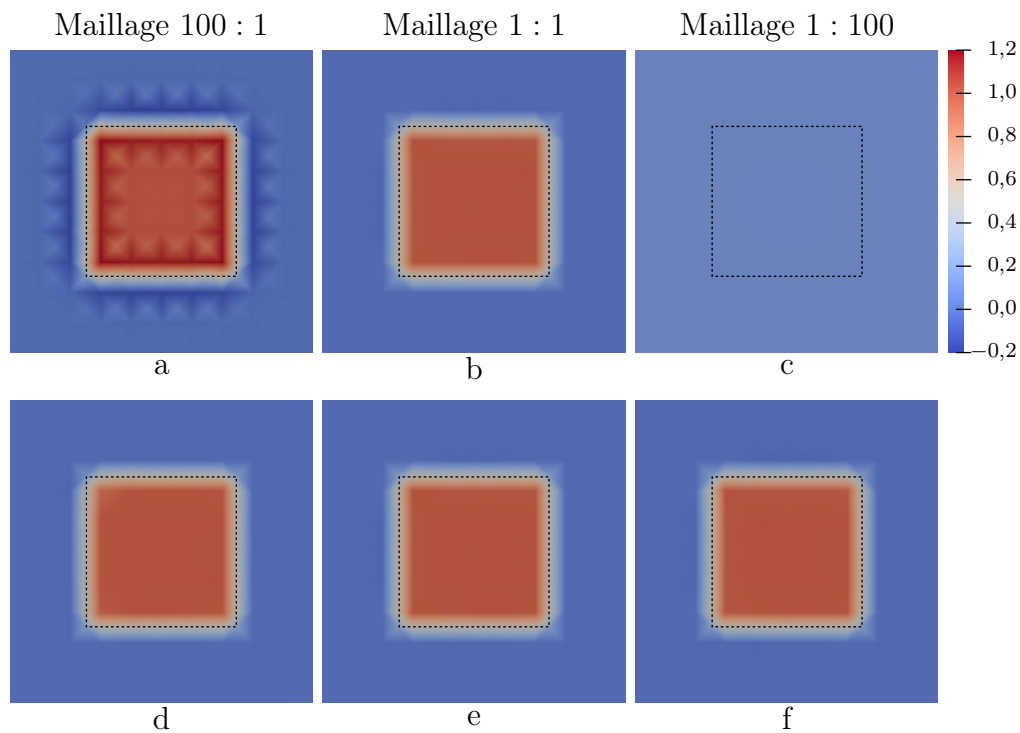 Maillage 100 : 1
Maillage 1 : 1
Maillage 1 : 100
1,2
1,0
0,8
0,6
0,4
0,2
0,0
−0,2
a
b
c
d
e
f